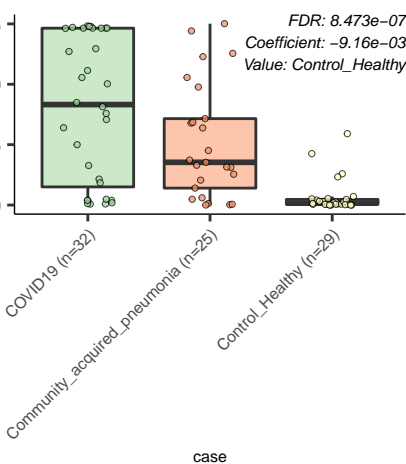 FDR: 8.473e−07
Coefficient: −9.16e−03
Value: Control_Healthy
COVID19 (n=32)
Community_acquired_pneumonia (n=25)
Control_Healthy (n=29)
case